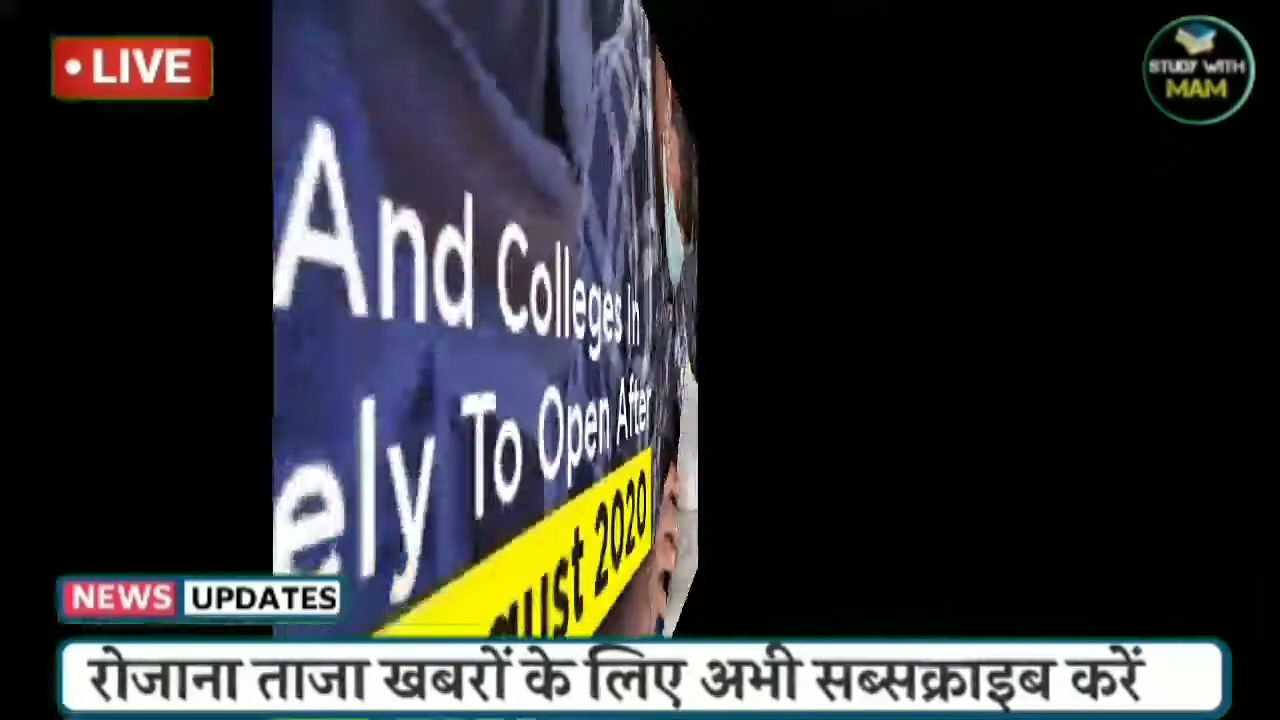 LIVE
STUDY WITH
MAM
And Colleges In
ely To Open After
gust 2020
NEWS UPDATES
रोजाना ताजा खबरों के लिए अभी सब्सक्राइब करें